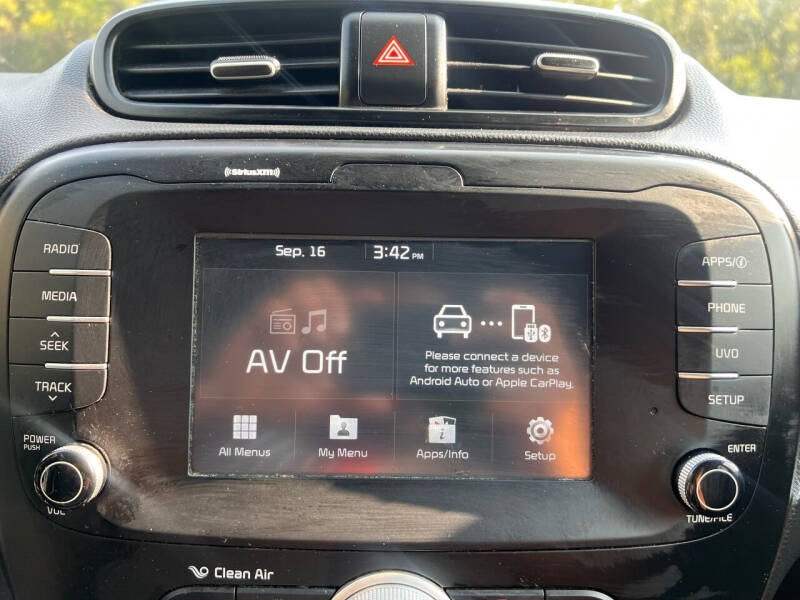 SiriusXM
RADIO
MEDIA
SEEK
TRACK
POWER
PUSH
VOL
Sep. 16 3:42 PM
AV Off
Please connect a device
for more features such as
Android Auto or Apple CarPlay.
All Menus
My Menu
Apps/Info
Setup
APPS/i
PHONE
UVO
SETUP
ENTER
TUNE/FILE
Clean Air